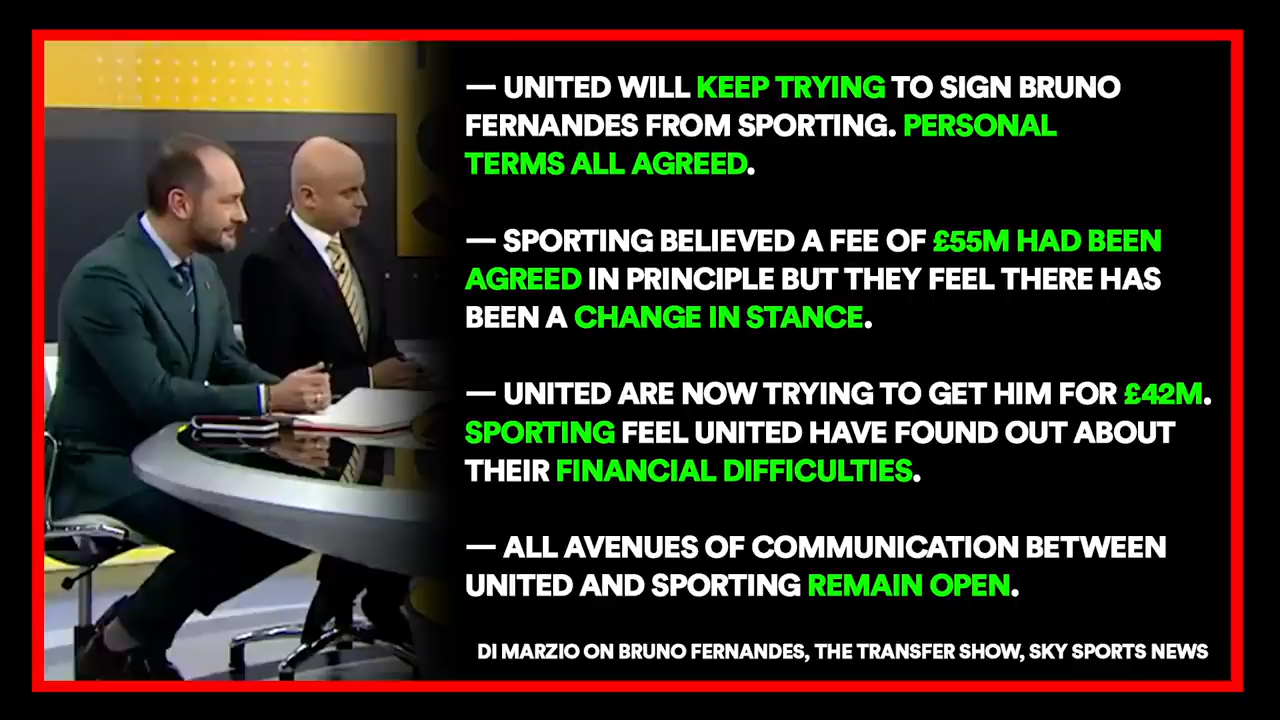 — UNITED WILL KEEP TRYING TO SIGN BRUNO
FERNANDES FROM SPORTING. PERSONAL
TERMS ALL AGREED.
— SPORTING BELIEVED A FEE OF £55M HAD BEEN
AGREED IN PRINCIPLE BUT THEY FEEL THERE HAS
BEEN A CHANGE IN STANCE.
— UNITED ARE NOW TRYING TO GET HIM FOR £42M.
SPORTING FEEL UNITED HAVE FOUND OUT ABOUT
THEIR FINANCIAL DIFFICULTIES.
— ALL AVENUES OF COMMUNICATION BETWEEN
UNITED AND SPORTING REMAIN OPEN.
DI MARZIO ON BRUNO FERNANDES, THE TRANSFER SHOW, SKY SPORTS NEWS